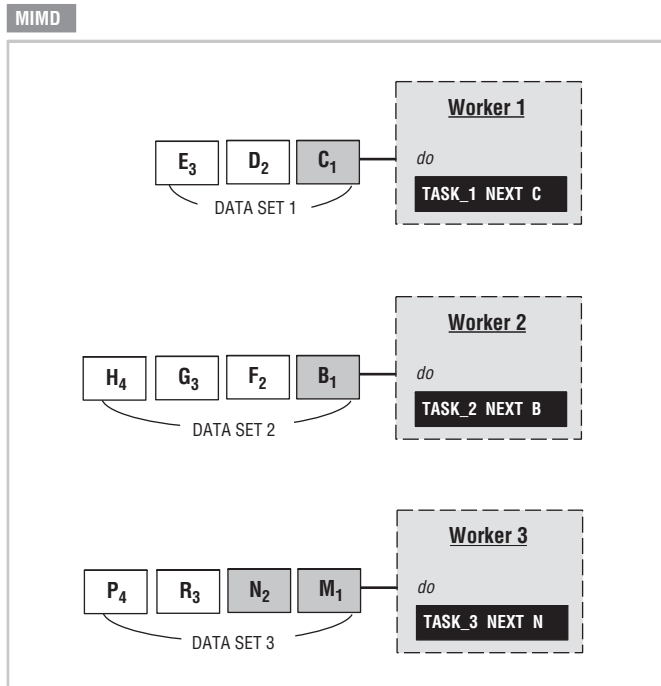 MIMD
Worker 1
E₃ D₂ C₁ do
TASK_1 NEXT C
DATA SET 1
Worker 2
H₄ G₃ F₂ B₁ do
TASK_2 NEXT B
DATA SET 2
Worker 3
P₄ R₃ N₂ M₁ do
TASK_3 NEXT N
DATA SET 3